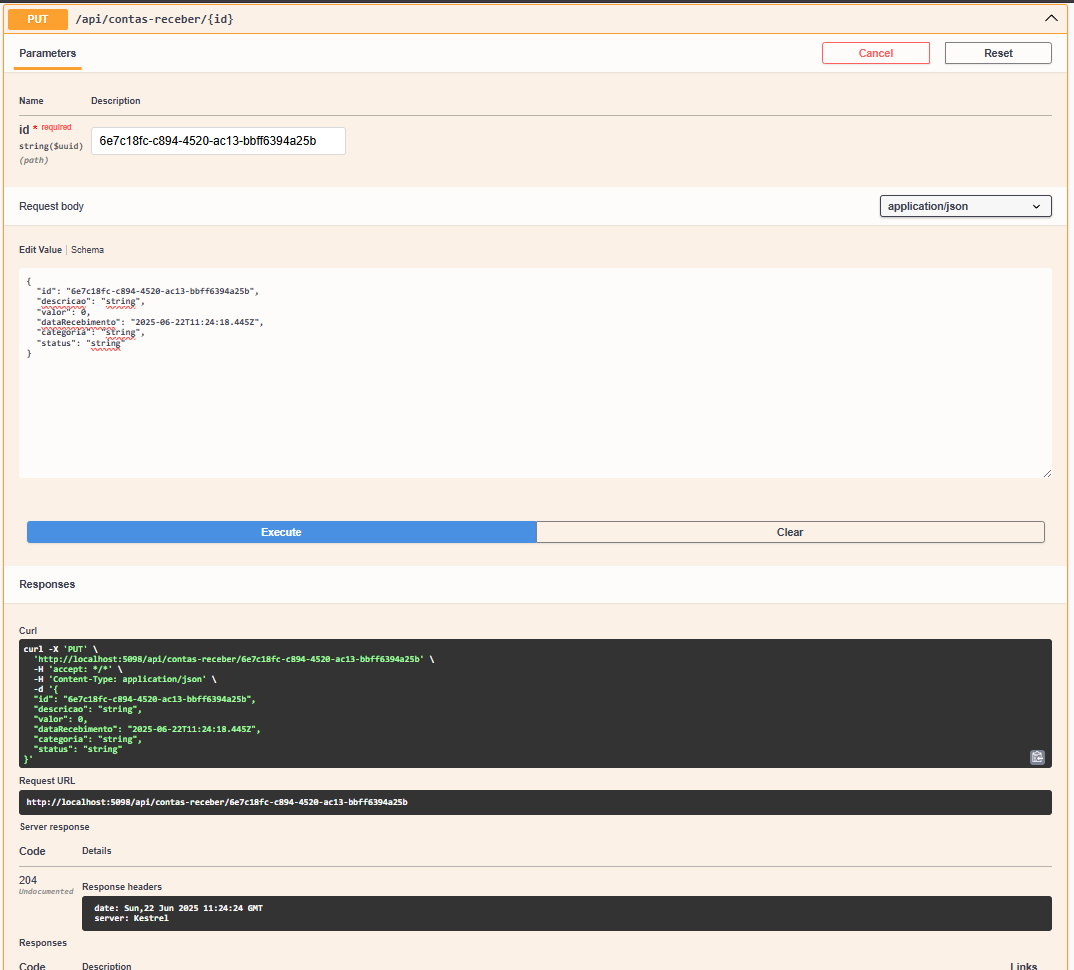 PUT /api/contas-receber/{id}
Parameters Cancel Reset
Name Description
id * required
string($uuid) 6e7c18fc-c894-4520-ac13-bbff6394a25b
(path)
Request body application/json
Edit Value | Schema
{
"id": "6e7c18fc-c894-4520-ac13-bbff6394a25b",
"descricao": "string",
"valor": 0,
"dataRecebimento": "2025-06-22T11:24:18.445Z",
"categoria": "string",
"status": "string"
}
Execute Clear
Responses
Curl
curl -X 'PUT' \
'http://localhost:5098/api/contas-receber/6e7c18fc-c894-4520-ac13-bbff6394a25b' \
-H 'accept: */*' \
-H 'Content-Type: application/json' \
-d '{
"id": "6e7c18fc-c894-4520-ac13-bbff6394a25b",
"descricao": "string",
"valor": 0,
"dataRecebimento": "2025-06-22T11:24:18.445Z",
"categoria": "string",
"status": "string"
}'
Request URL
http://localhost:5098/api/contas-receber/6e7c18fc-c894-4520-ac13-bbff6394a25b
Server response
Code Details
204
Undocumented
Response headers
date: Sun,22 Jun 2025 11:24:24 GMT
server: Kestrel
Responses
Code Description Links